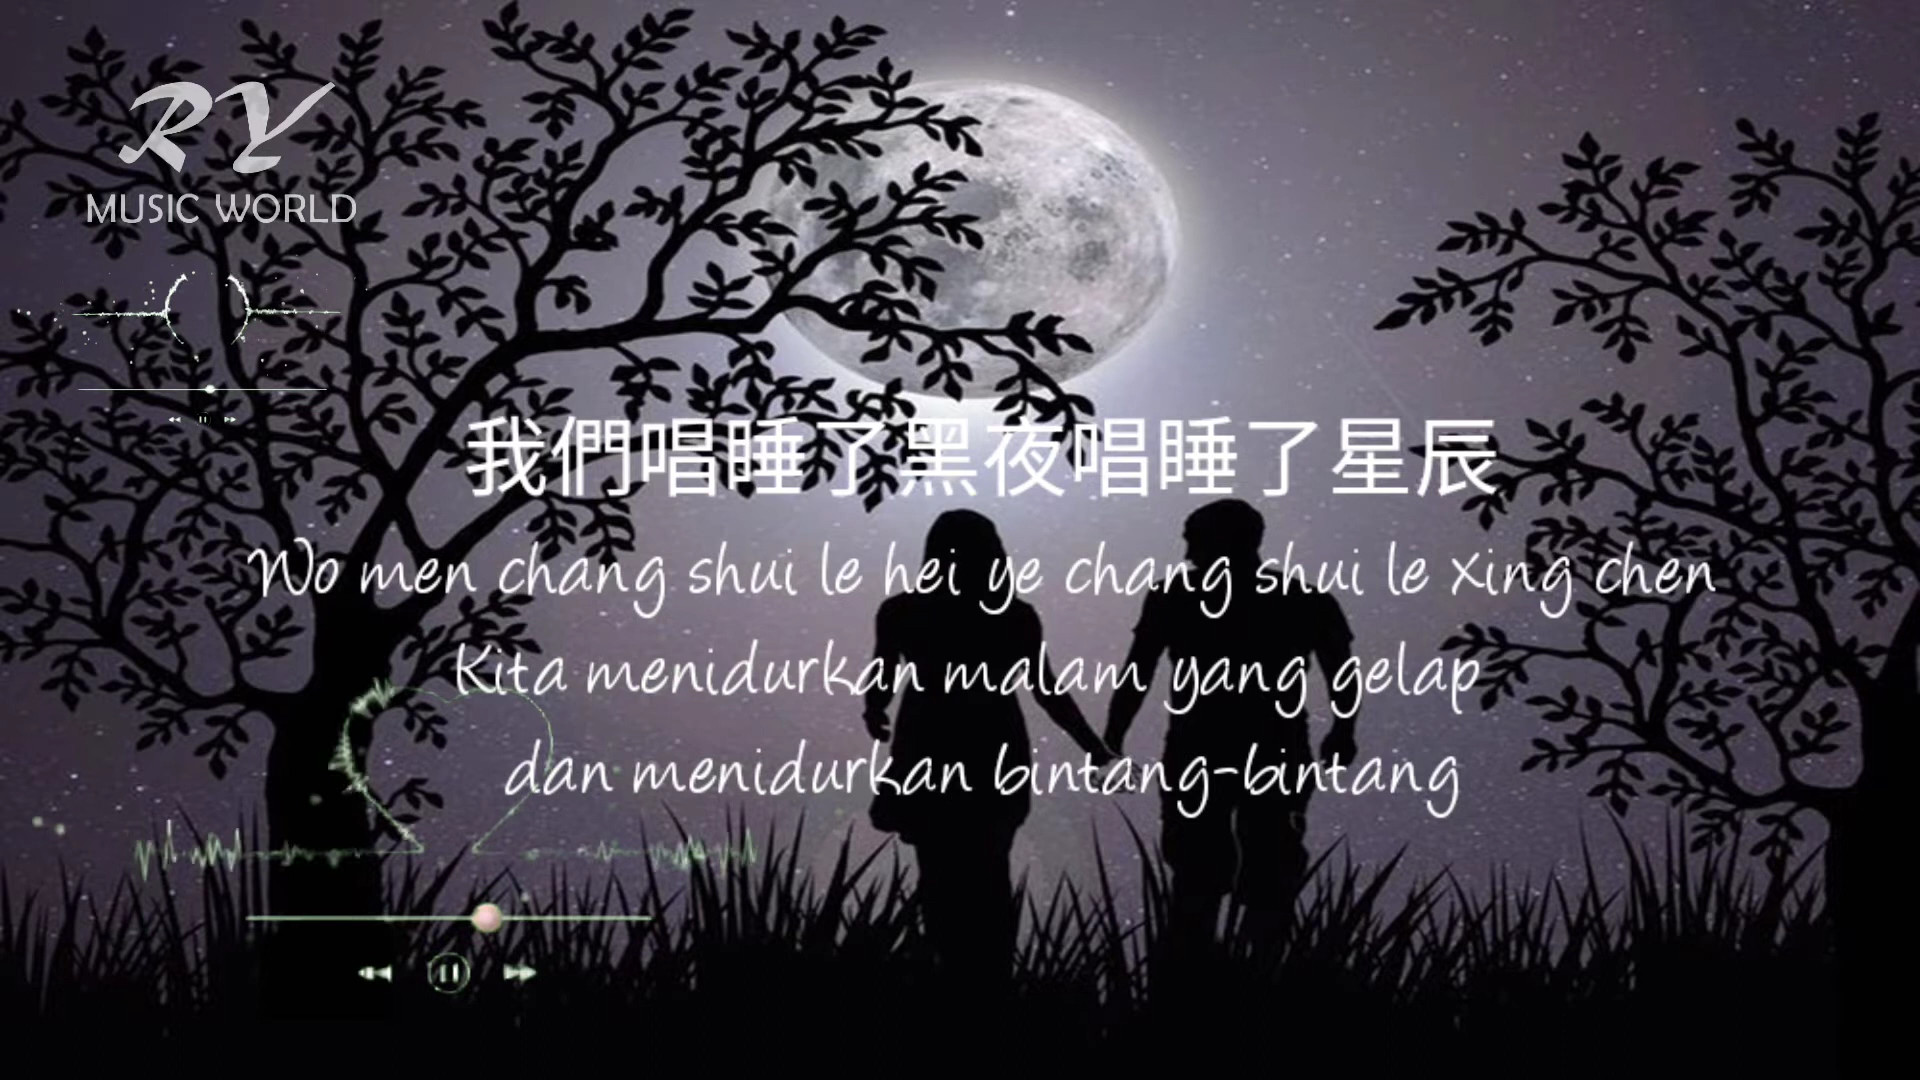 RY
MUSIC WORLD
我們唱睡了黑夜唱睡了星辰
Wo men chang shui le hei ye chang shui le xing chen
Kita menidurkan malam yang gelap
dan menidurkan bintang-bintang